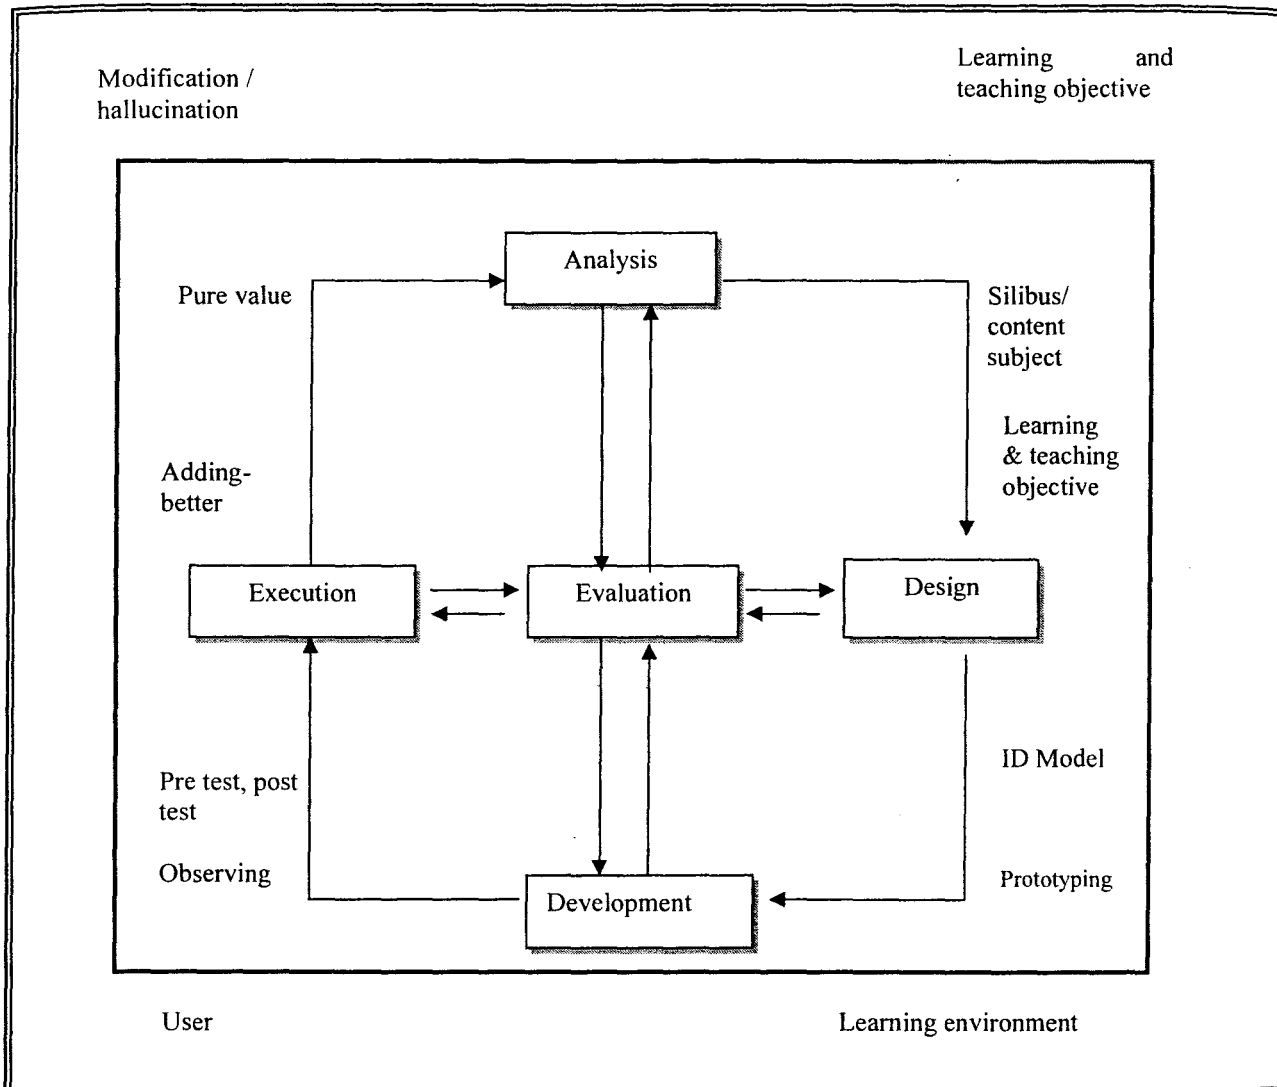 Modification /
hallucination
Learning and
teaching objective
Analysis
Pure value
Silibus/
content
subject
Learning
& teaching
objective
Adding-
better
Execution
Evaluation
Design
Pre test, post
test
ID Model
Observing
Prototyping
Development
User
Learning environment